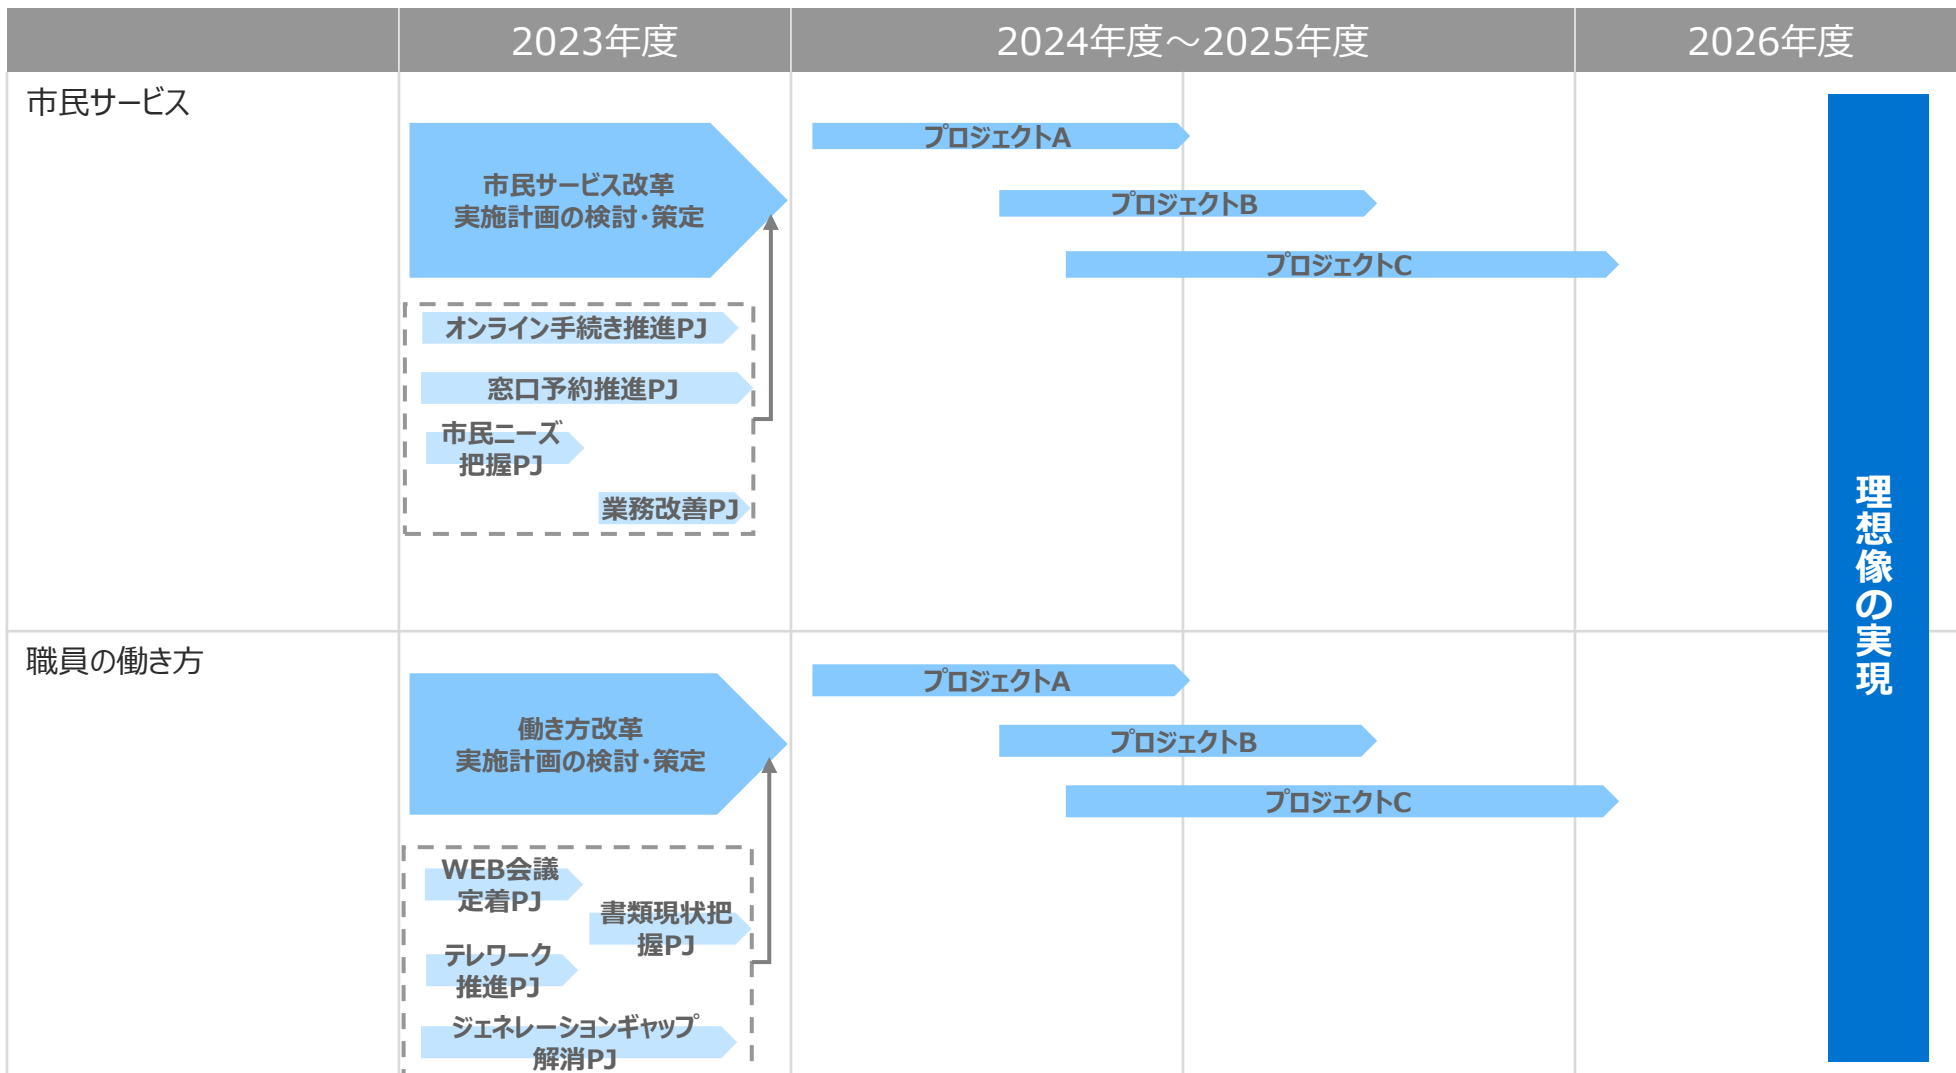 2023年度
2024年度～2025年度
2026年度
市民サービス
市民サービス改革
実施計画の検討・策定
オンライン手続き推進PJ
窓口予約推進PJ
市民ニーズ
把握PJ
業務改善PJ
プロジェクトA
プロジェクトB
プロジェクトC
職員の働き方
働き方改革
実施計画の検討・策定
WEB会議
定着PJ
書類現状把
握PJ
テレワーク
推進PJ
ジェネレーションギャップ
解消PJ
プロジェクトA
プロジェクトB
プロジェクトC
理想像の実現